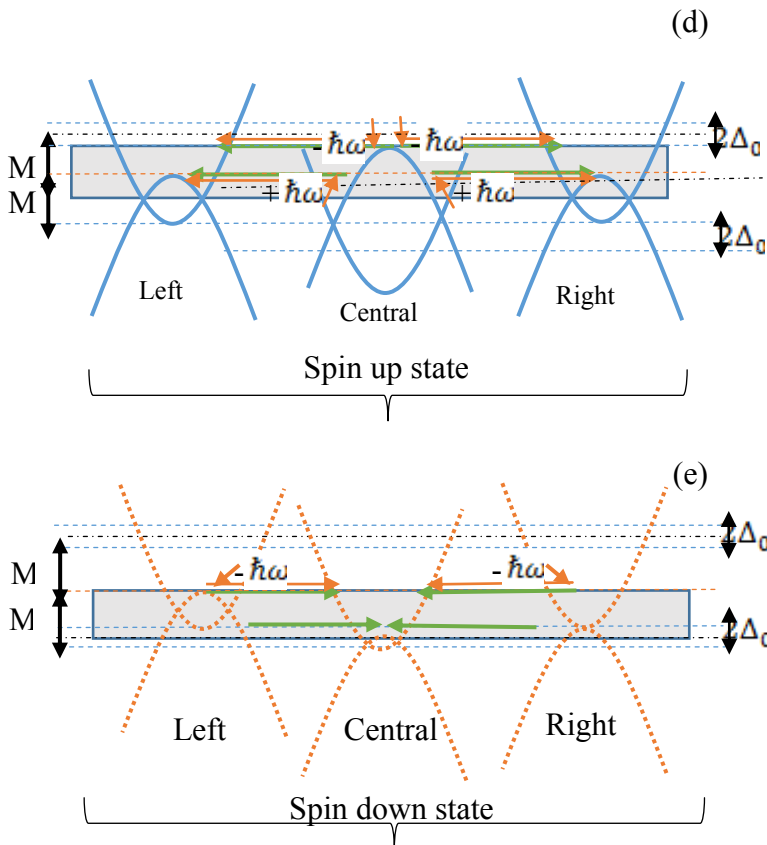 (d)
- ħω - ħω
2Δ₀
M
+ ħω + ħω
M
2Δ₀
Left
Central
Right
Spin up state
(e)
2Δ₀
M
- ħω - ħω
M
2Δ₀
Left Central Right
Spin down state